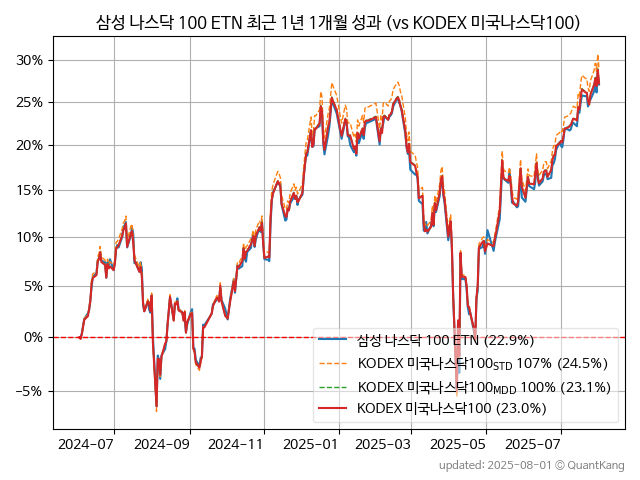 삼성 나스닥 100 ETN 최근 1년 1개월 성과 (vs KODEX 미국나스닥100)
30%
25%
20%
15%
10%
5%
0%
−5%
삼성 나스닥 100 ETN (22.9%)
KODEX 미국나스닥100STD 107% (24.5%)
KODEX 미국나스닥100MDD 100% (23.1%)
KODEX 미국나스닥100 (23.0%)
2024-07 2024-09 2024-11 2025-01 2025-03 2025-05 2025-07
updated: 2025-08-01 © QuantKang